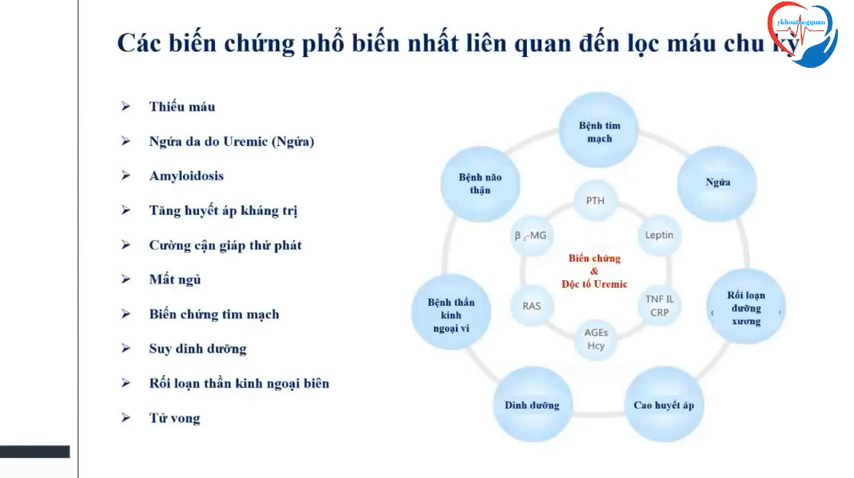 ykhoatongquan
Các biến chứng phổ biến nhất liên quan đến lọc máu chu kỳ
Thiếu máu
Ngứa da do Uremic (Ngứa)
Amyloidosis
Tăng huyết áp kháng trị
Cường cận giáp thứ phát
Mất ngủ
Biến chứng tim mạch
Suy dinh dưỡng
Rối loạn thần kinh ngoại biên
Tử vong
Bệnh tim
mạch
Bệnh não
thận
Ngứa
PTH
β₂-MG
Leptin
Biến chứng
&
Dộc tố Uremic
Bệnh thần
kinh
ngoại vi
RAS
TNF IL
CRP
Rối loạn
dưỡng
xương
AGEs
Hcy
Dinh dưỡng
Cao huyết áp